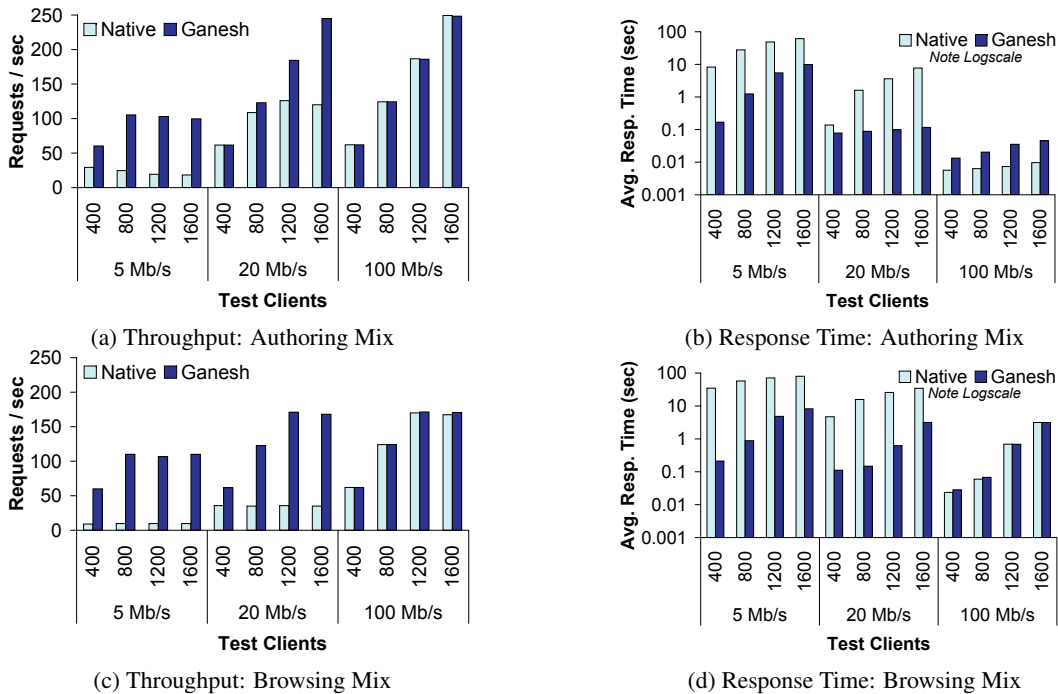 250
200
150
100
50
0
Requests / sec
Native Ganesh
400 800 1200 1600 400 800 1200 1600 400 800 1200 1600
5 Mb/s 20 Mb/s 100 Mb/s
Test Clients
(a) Throughput: Authoring Mix
100
10
1
0.1
0.01
0.001
Avg. Resp. Time (sec)
Native Ganesh
Note Logscale
400 800 1200 1600 400 800 1200 1600 400 800 1200 1600
5 Mb/s 20 Mb/s 100 Mb/s
Test Clients
(b) Response Time: Authoring Mix
250
200
150
100
50
0
Requests / sec
Native Ganesh
400 800 1200 1600 400 800 1200 1600 400 800 1200 1600
5 Mb/s 20 Mb/s 100 Mb/s
Test Clients
(c) Throughput: Browsing Mix
100
10
1
0.1
0.01
0.001
Avg. Resp. Time (sec)
Native Ganesh
Note Logscale
400 800 1200 1600 400 800 1200 1600 400 800 1200 1600
5 Mb/s 20 Mb/s 100 Mb/s
Test Clients
(d) Response Time: Browsing Mix